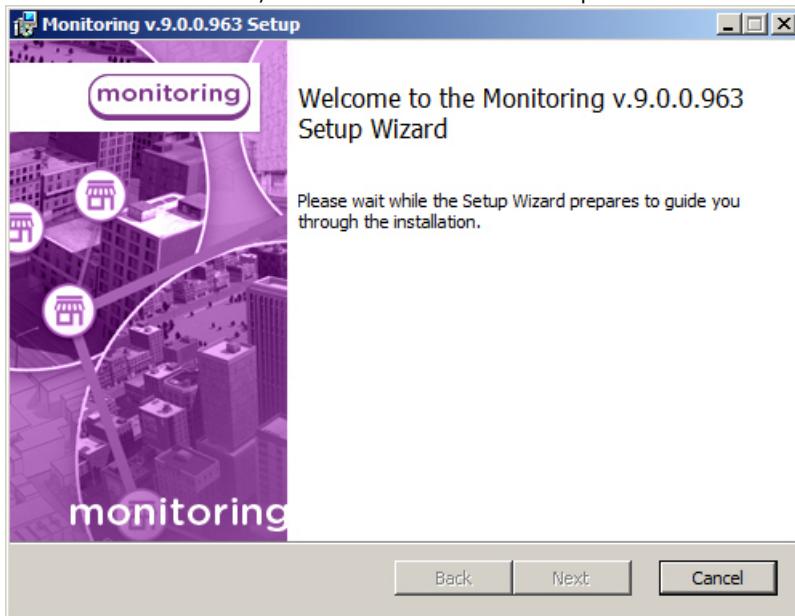 Monitoring v.9.0.0.963 Setup
monitoring
Welcome to the Monitoring v.9.0.0.963
Setup Wizard
Please wait while the Setup Wizard prepares to guide you
through the installation.
monitoring
Back
Next
Cancel